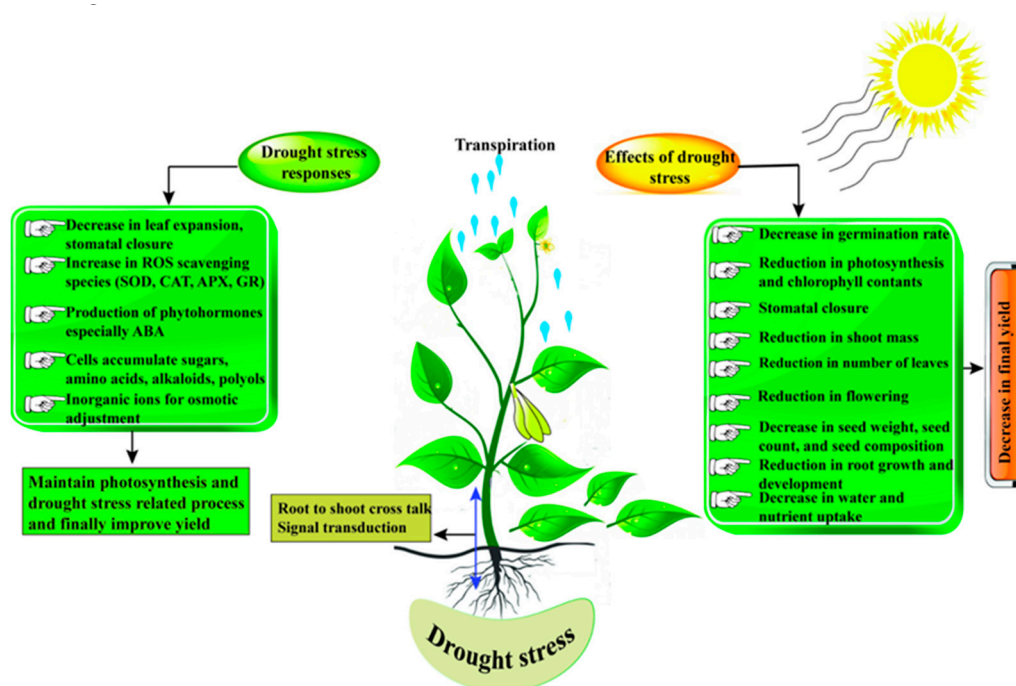 Drought stress
responses
Decrease in leaf expansion,
stomatal closure
Increase in ROS scavenging
species (SOD, CAT, APX, GR)
Production of phytohormones
especially ABA
Cells accumulate sugars,
amino acids, alkaloids, polyols
Inorganic ions for osmotic
adjustment
Maintain photosynthesis and
drought stress related process
and finally improve yield
Transpiration
Root to shoot cross talk
Signal transduction
Drought stress
Effects of drought
stress
Decrease in germination rate
Reduction in photosynthesis
and chlorophyll contants
Stomatal closure
Reduction in shoot mass
Reduction in number of leaves
Reduction in flowering
Decrease in seed weight, seed
count, and seed composition
Reduction in root growth and
development
Decrease in water and
nutrient uptake
Decrease in final yield